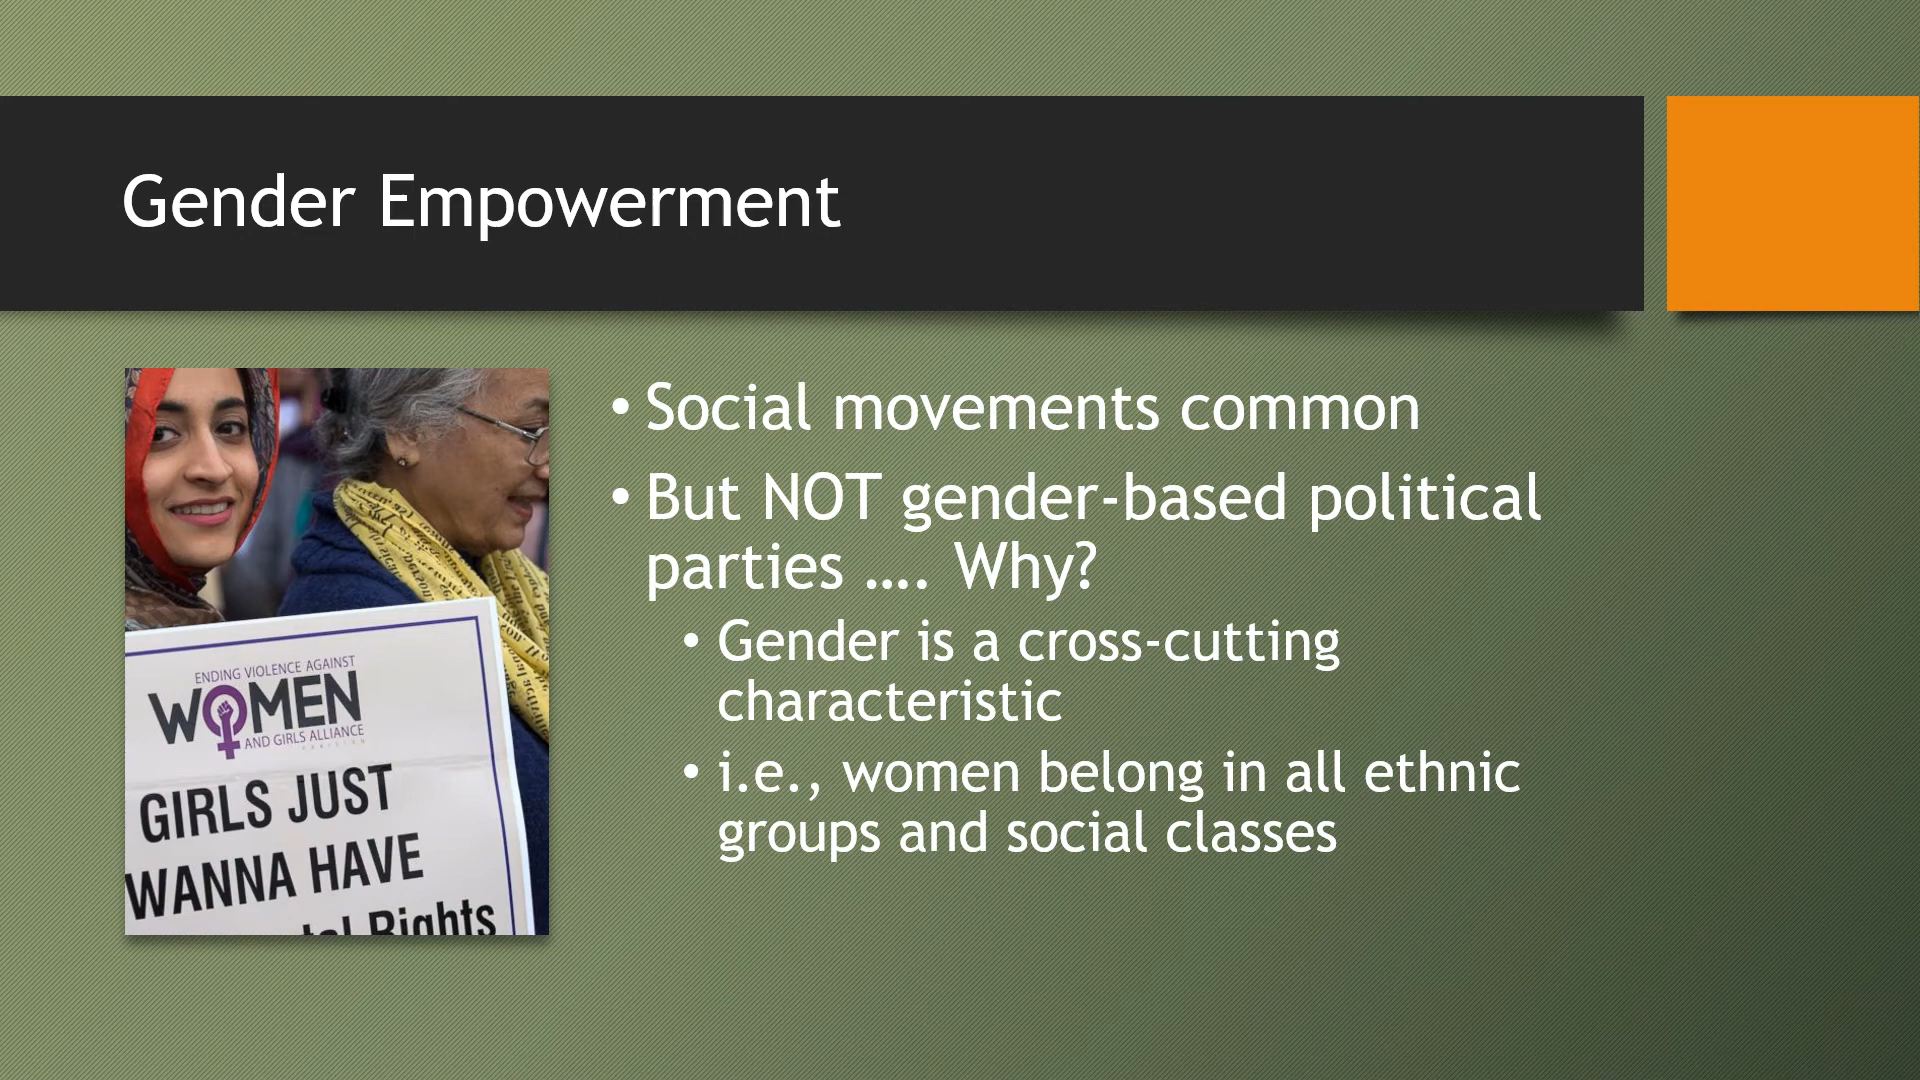 Gender Empowerment
• Social movements common
• But NOT gender-based political
parties …. Why?
• Gender is a cross-cutting
characteristic
• i.e., women belong in all ethnic
groups and social classes
ENDING VIOLENCE AGAINST
WOMEN
AND GIRLS ALLIANCE
GIRLS JUST
WANNA HAVE
Rights